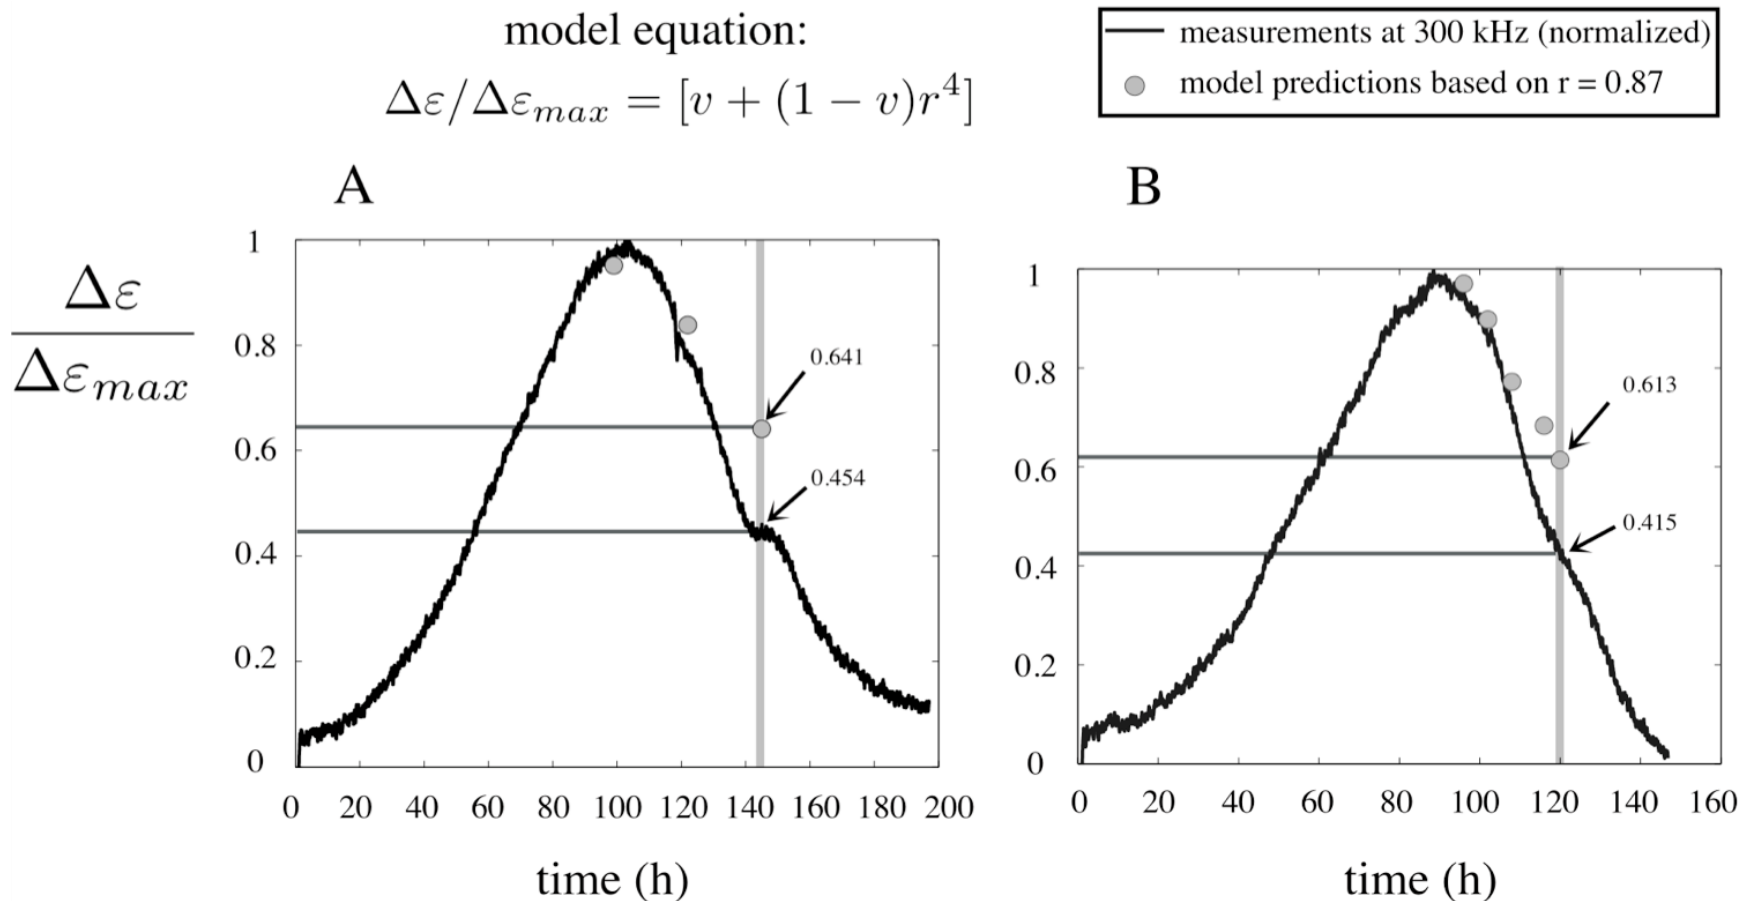 model equation:
Δε/Δε_max = [v + (1 − v)r⁴]
measurements at 300 kHz (normalized)
model predictions based on r = 0.87
A
B
Δε
Δε_max
1
0.8
0.6
0.4
0.2
0
0.641
0.454
0 20 40 60 80 100 120 140 160 180 200
time (h)
1
0.8
0.6
0.4
0.2
0
0.613
0.415
0 20 40 60 80 100 120 140 160
time (h)